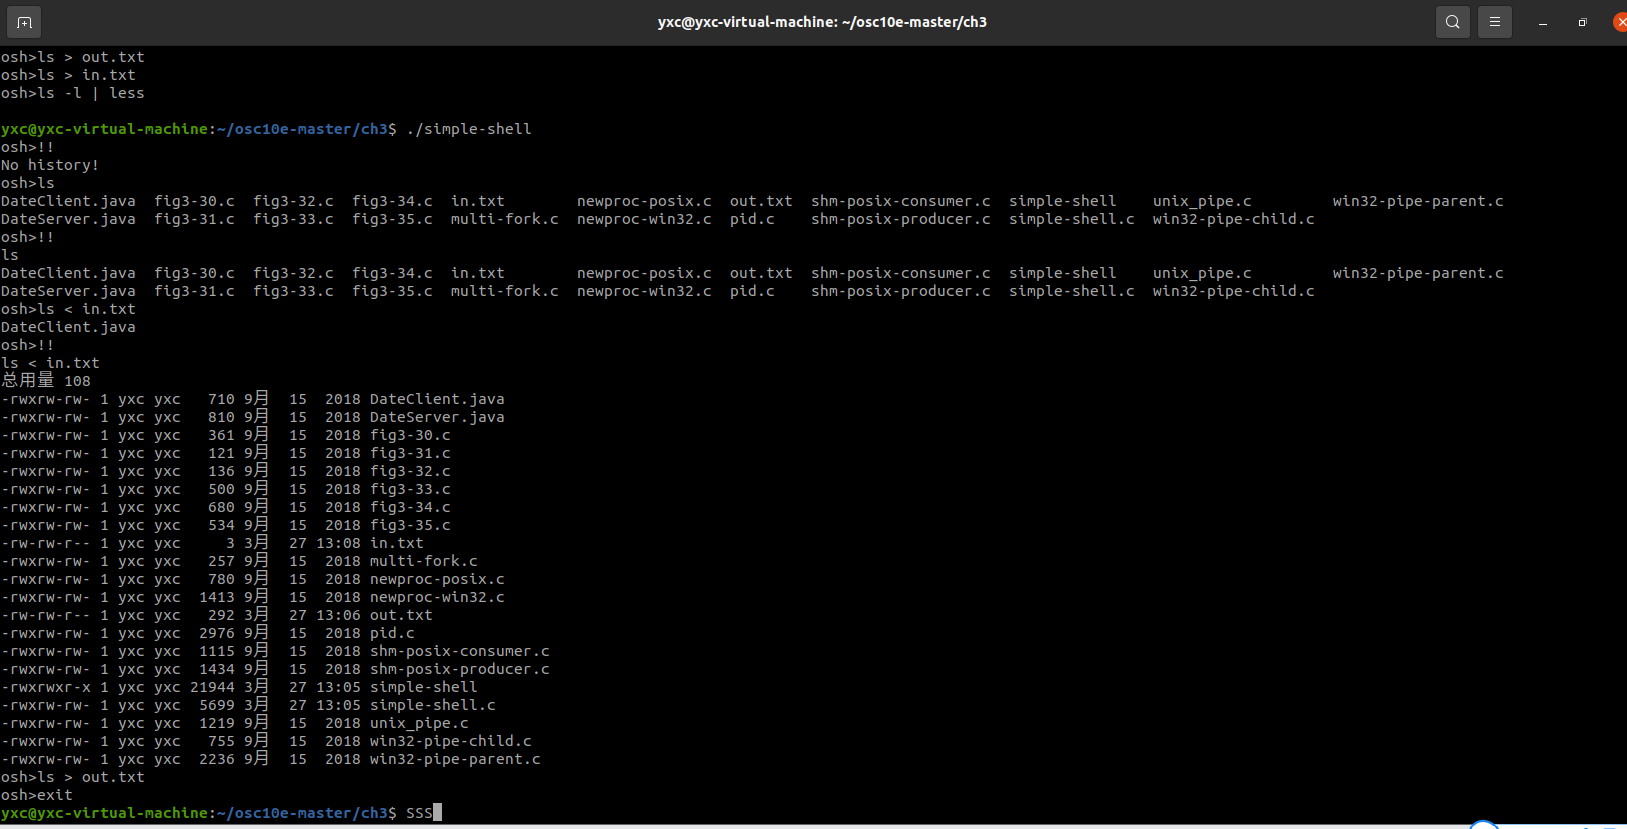 yxc@yxc-virtual-machine: ~/osc10e-master/ch3
osh>ls > out.txt
osh>ls > in.txt
osh>ls -l | less
yxc@yxc-virtual-machine:~/osc10e-master/ch3$ ./simple-shell
osh>!!
No history!
osh>ls
DateClient.java  fig3-30.c  fig3-32.c  fig3-34.c  in.txt        newproc-posix.c  out.txt  shm-posix-consumer.c  simple-shell    unix_pipe.c         win32-pipe-parent.c
DateServer.java  fig3-31.c  fig3-33.c  fig3-35.c  multi-fork.c  newproc-win32.c  pid.c    shm-posix-producer.c  simple-shell.c  win32-pipe-child.c
osh>!!
ls
DateClient.java  fig3-30.c  fig3-32.c  fig3-34.c  in.txt        newproc-posix.c  out.txt  shm-posix-consumer.c  simple-shell    unix_pipe.c         win32-pipe-parent.c
DateServer.java  fig3-31.c  fig3-33.c  fig3-35.c  multi-fork.c  newproc-win32.c  pid.c    shm-posix-producer.c  simple-shell.c  win32-pipe-child.c
osh>ls < in.txt
DateClient.java
osh>!!
ls < in.txt
总用量 108
-rwxrw-rw- 1 yxc yxc   710 9月  15  2018 DateClient.java
-rwxrw-rw- 1 yxc yxc   810 9月  15  2018 DateServer.java
-rwxrw-rw- 1 yxc yxc   361 9月  15  2018 fig3-30.c
-rwxrw-rw- 1 yxc yxc   121 9月  15  2018 fig3-31.c
-rwxrw-rw- 1 yxc yxc   136 9月  15  2018 fig3-32.c
-rwxrw-rw- 1 yxc yxc   500 9月  15  2018 fig3-33.c
-rwxrw-rw- 1 yxc yxc   680 9月  15  2018 fig3-34.c
-rwxrw-rw- 1 yxc yxc   534 9月  15  2018 fig3-35.c
-rw-rw-r-- 1 yxc yxc     3 3月  27 13:08 in.txt
-rwxrw-rw- 1 yxc yxc   257 9月  15  2018 multi-fork.c
-rwxrw-rw- 1 yxc yxc   780 9月  15  2018 newproc-posix.c
-rwxrw-rw- 1 yxc yxc  1413 9月  15  2018 newproc-win32.c
-rw-rw-r-- 1 yxc yxc   292 3月  27 13:06 out.txt
-rwxrw-rw- 1 yxc yxc  2976 9月  15  2018 pid.c
-rwxrw-rw- 1 yxc yxc  1115 9月  15  2018 shm-posix-consumer.c
-rwxrw-rw- 1 yxc yxc  1434 9月  15  2018 shm-posix-producer.c
-rwxrwxr-x 1 yxc yxc 21944 3月  27 13:05 simple-shell
-rwxrw-rw- 1 yxc yxc  5699 3月  27 13:05 simple-shell.c
-rwxrw-rw- 1 yxc yxc  1219 9月  15  2018 unix_pipe.c
-rwxrw-rw- 1 yxc yxc   755 9月  15  2018 win32-pipe-child.c
-rwxrw-rw- 1 yxc yxc  2236 9月  15  2018 win32-pipe-parent.c
osh>ls > out.txt
osh>exit
yxc@yxc-virtual-machine:~/osc10e-master/ch3$ SSS